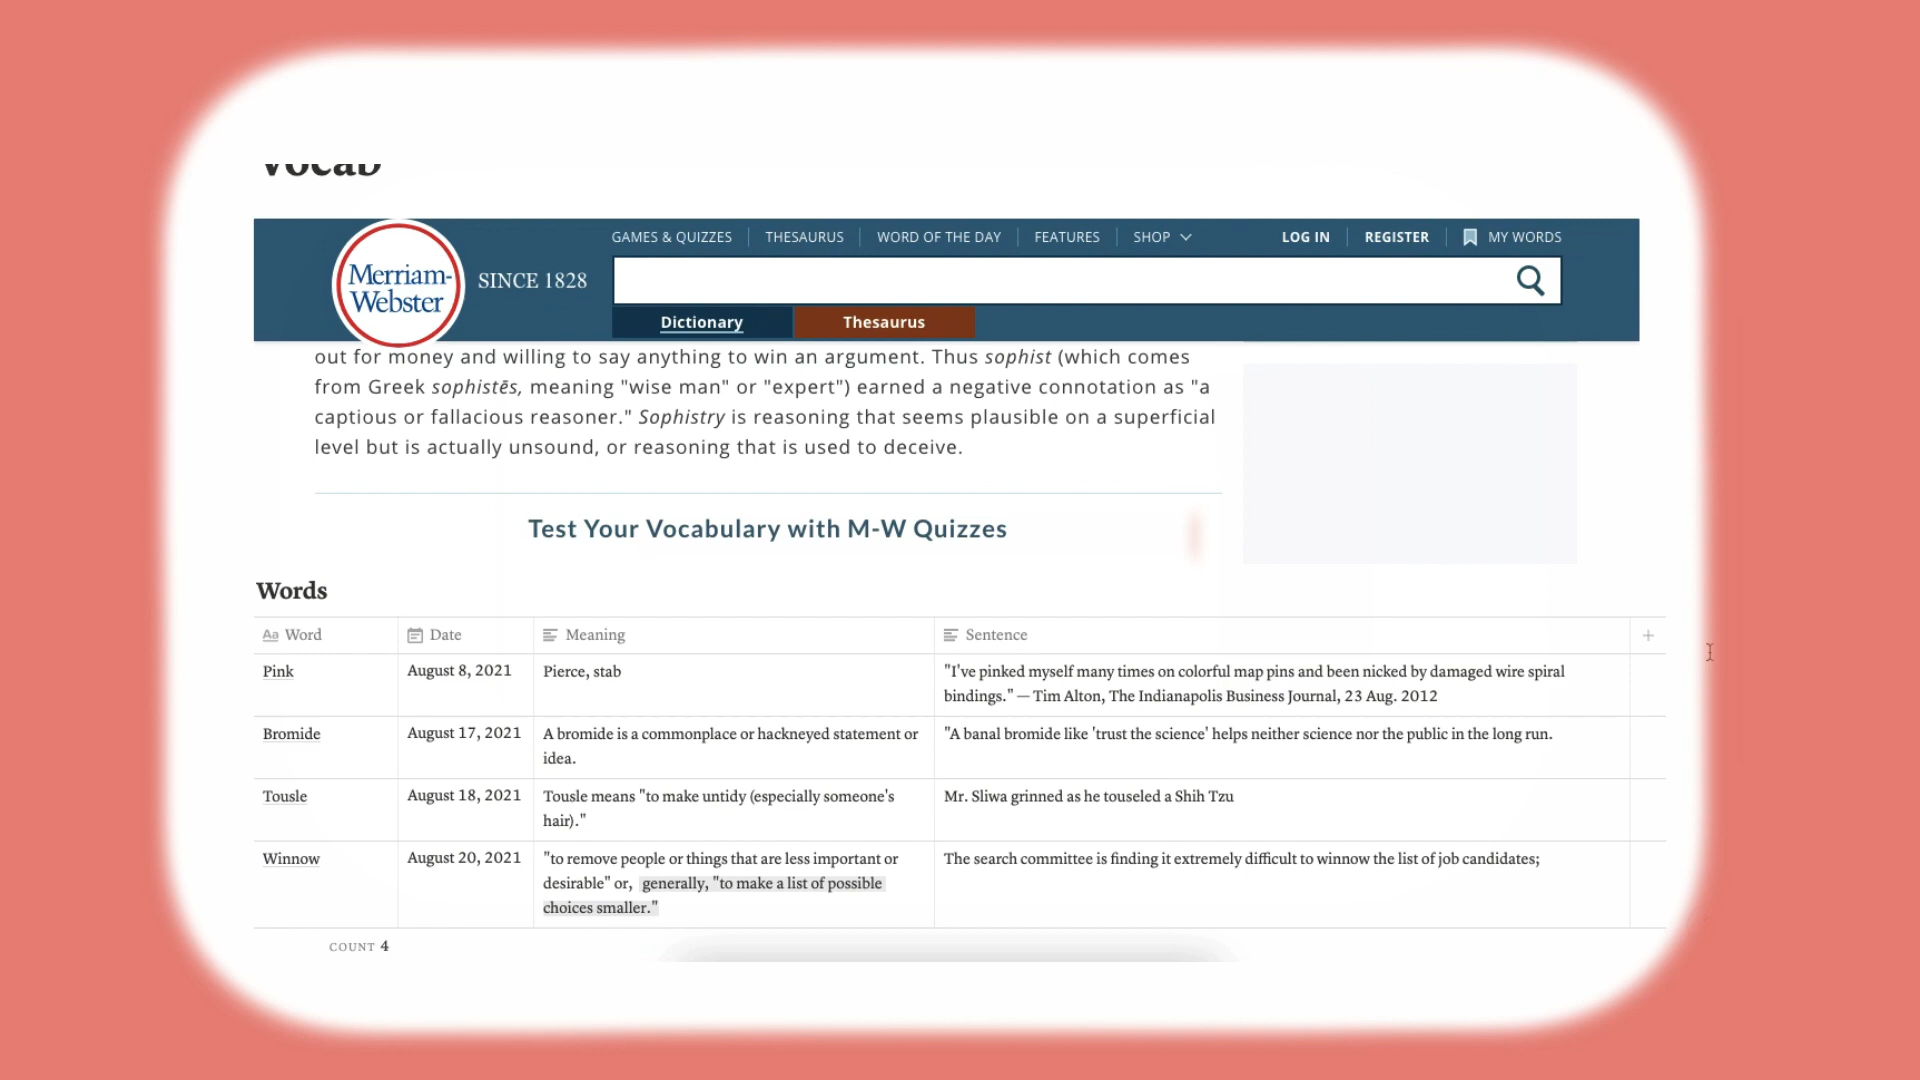 Vocab
GAMES & QUIZZES THESAURUS WORD OF THE DAY FEATURES SHOP LOG IN REGISTER MY WORDS
Merriam-
Webster
SINCE 1828
Dictionary Thesaurus
out for money and willing to say anything to win an argument. Thus sophist (which comes
from Greek sophistēs, meaning "wise man" or "expert") earned a negative connotation as "a
captious or fallacious reasoner." Sophistry is reasoning that seems plausible on a superficial
level but is actually unsound, or reasoning that is used to deceive.
Test Your Vocabulary with M-W Quizzes
Words
Aa Word Date Meaning Sentence +
Pink August 8, 2021 Pierce, stab "I've pinked myself many times on colorful map pins and been nicked by damaged wire spiral
bindings." — Tim Alton, The Indianapolis Business Journal, 23 Aug. 2012
Bromide August 17, 2021 A bromide is a commonplace or hackneyed statement or "A banal bromide like 'trust the science' helps neither science nor the public in the long run.
idea.
Tousle August 18, 2021 Tousle means "to make untidy (especially someone's Mr. Sliwa grinned as he touseled a Shih Tzu
hair)."
Winnow August 20, 2021 "to remove people or things that are less important or The search committee is finding it extremely difficult to winnow the list of job candidates;
desirable" or, generally, "to make a list of possible
choices smaller."
COUNT 4